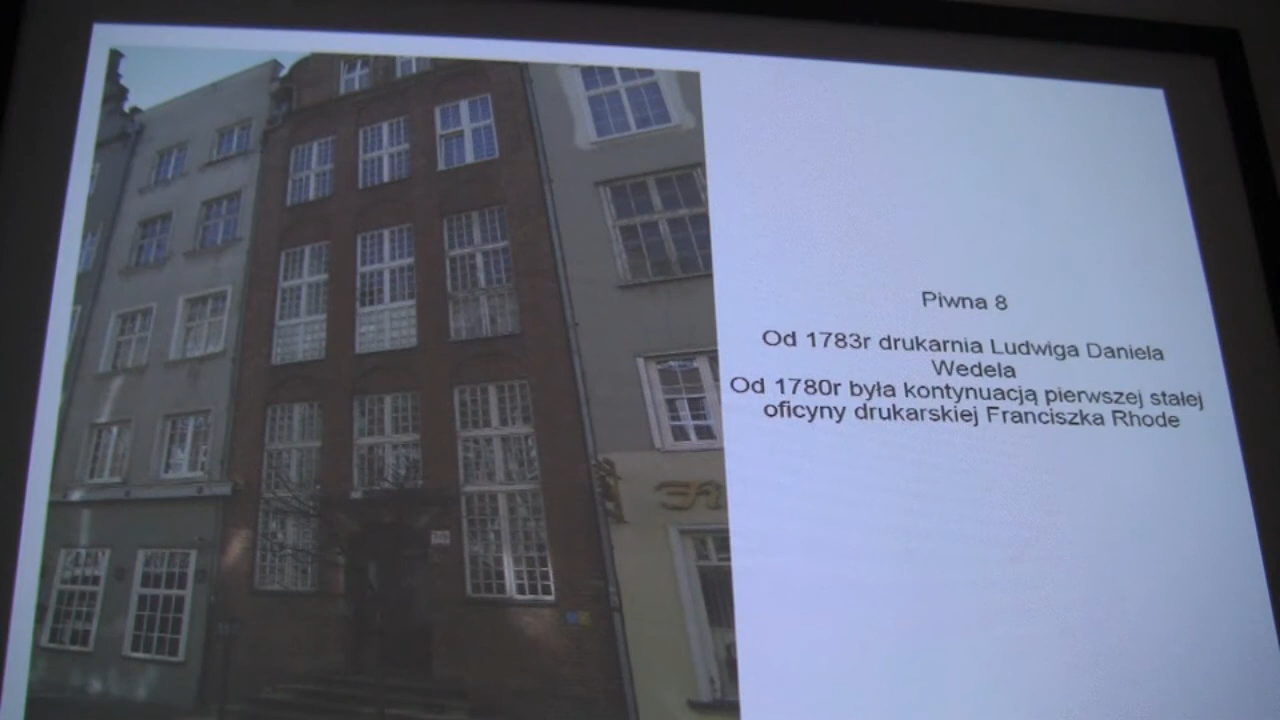 Piwna 8
Od 1783r drukarnia Ludwiga Daniela
Wedela
Od 1780r była kontynuacją pierwszej stałej
oficyny drukarskiej Franciszka Rhode